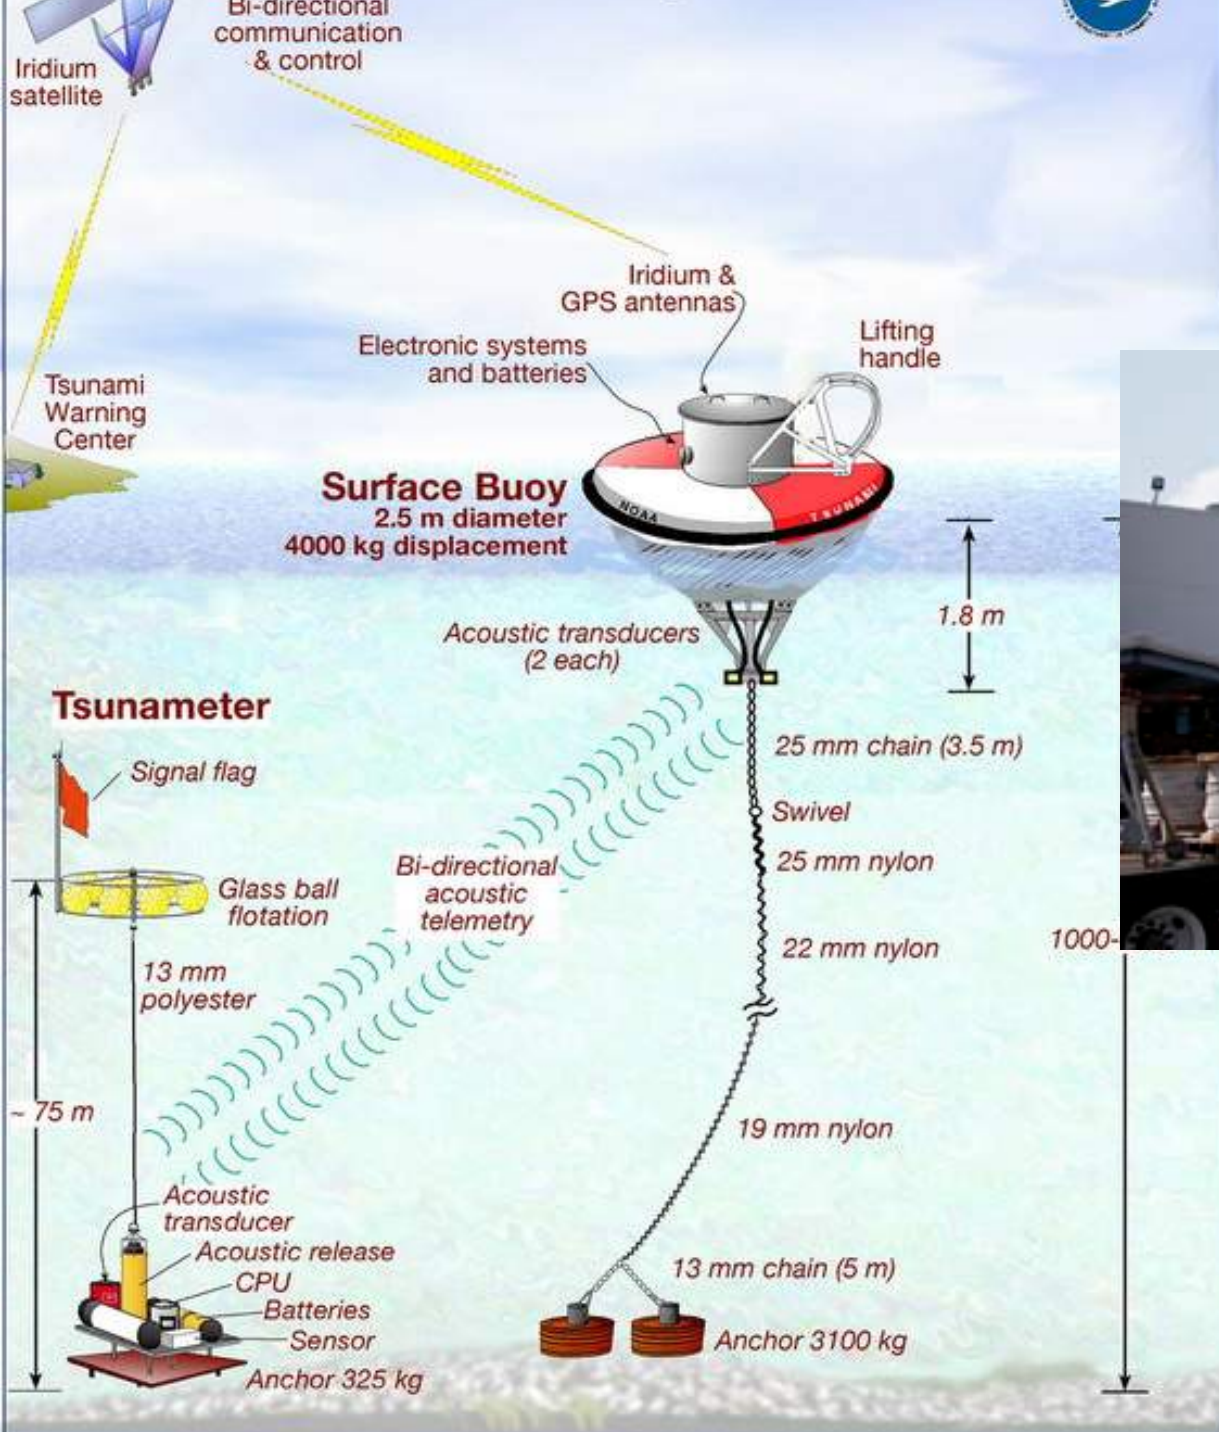 Bi-directional
communication
& control
Iridium
satellite
Iridium &
GPS antennas
Electronic systems
and batteries
Lifting
handle
Tsunami
Warning
Center
Surface Buoy
2.5 m diameter
4000 kg displacement
NOAA
TSUNAMI
1.8 m
Acoustic transducers
(2 each)
Tsunameter
Signal flag
25 mm chain (3.5 m)
Swivel
25 mm nylon
Bi-directional
acoustic
telemetry
Glass ball
flotation
22 mm nylon
1000-
13 mm
polyester
~ 75 m
19 mm nylon
Acoustic
transducer
Acoustic release
CPU
Batteries
Sensor
Anchor 325 kg
13 mm chain (5 m)
Anchor 3100 kg